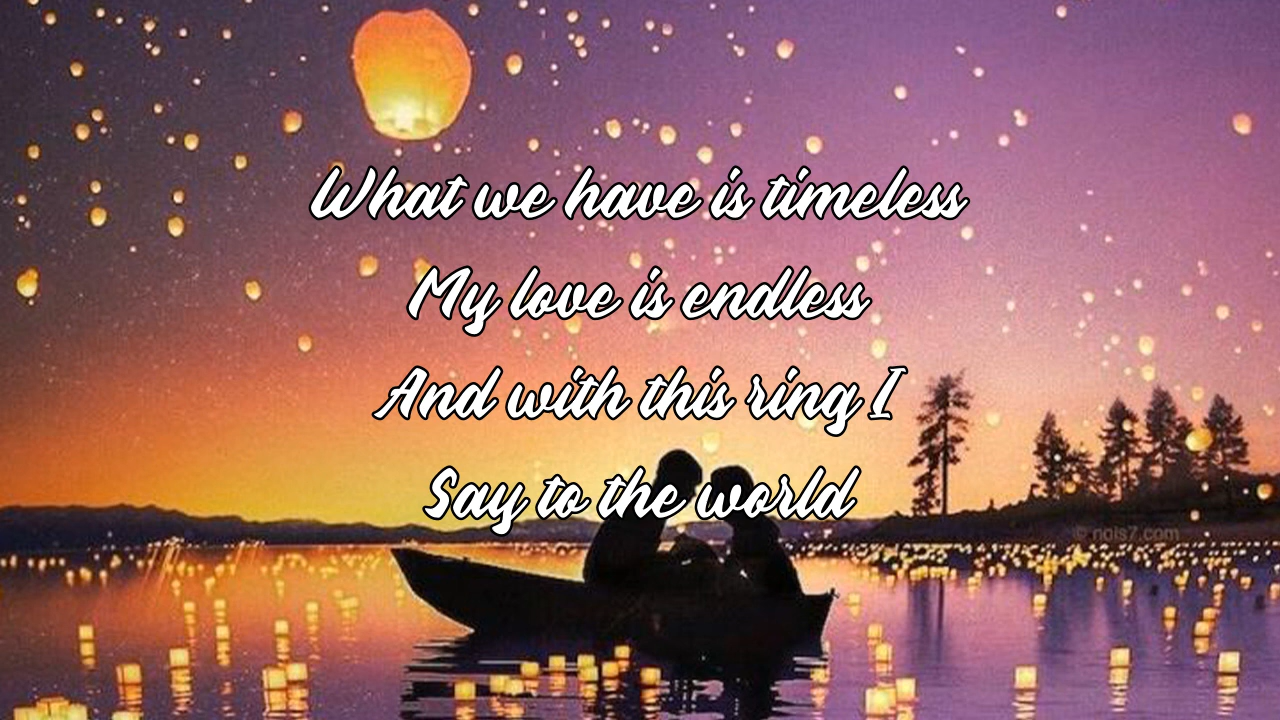 What we have is timeless
My love is endless
And with this ring I
Say to the world
© nois7.com